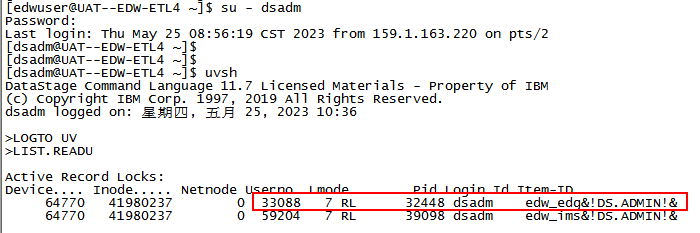 [edwuser@UAT--EDW-ETL4 ~]$ su - dsadm
Password:
Last login: Thu May 25 08:56:19 CST 2023 from 159.1.163.220 on pts/2
[dsadm@UAT--EDW-ETL4 ~]$
[dsadm@UAT--EDW-ETL4 ~]$
[dsadm@UAT--EDW-ETL4 ~]$ uvsh
DataStage Command Language 11.7 Licensed Materials - Property of IBM
(c) Copyright IBM Corp. 1997, 2019 All Rights Reserved.
dsadm logged on: 星期四, 五月 25, 2023 10:36
>LOGTO UV
>LIST.READU
Active Record Locks:
Device.... Inode..... Netnode Userno  Lmode       Pid Login Id Item-ID
64770 41980237 0 33088 7 RL 32448 dsadm edw_edq&!DS.ADMIN!&
64770 41980237 0 59204 7 RL 39098 dsadm edw_ims&!DS.ADMIN!&